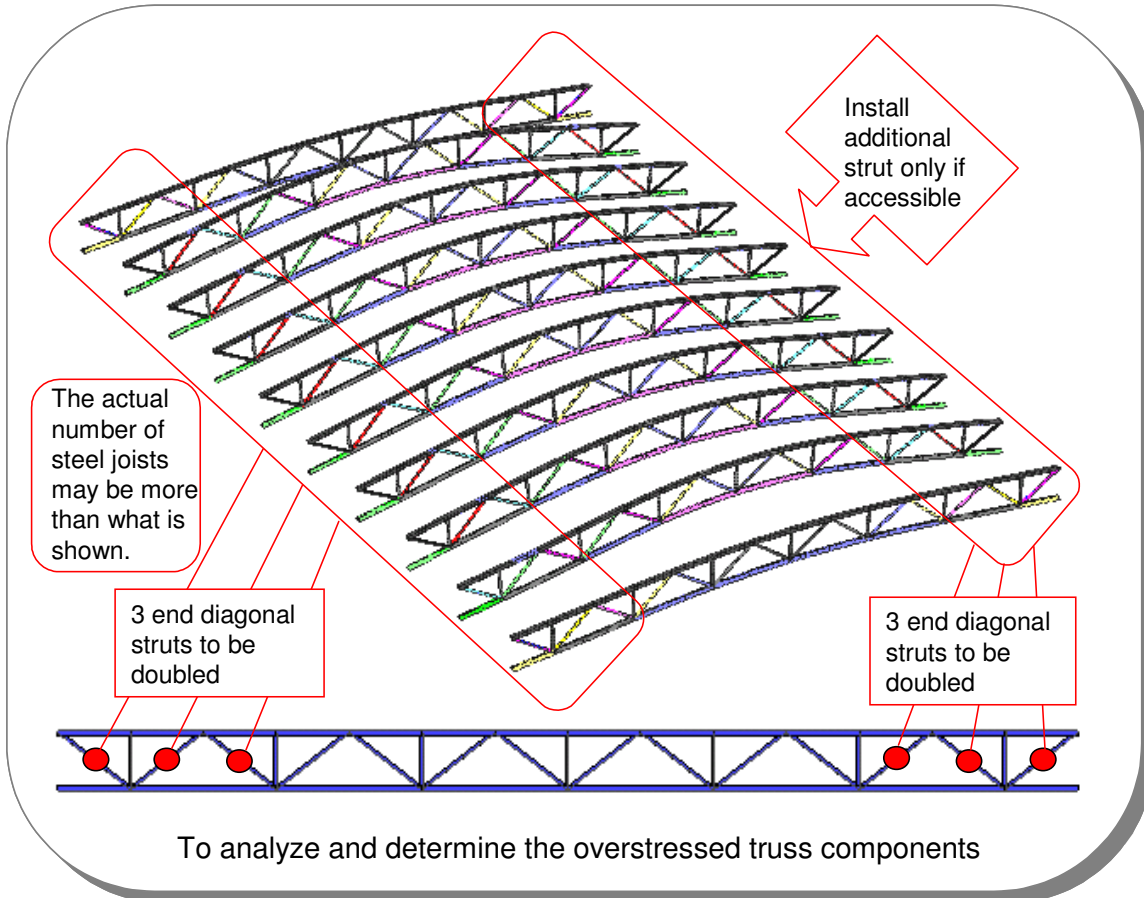 Install
additional
strut only if
accessible
The actual
number of
steel joists
may be more
than what is
shown.
3 end diagonal
struts to be
doubled
3 end diagonal
struts to be
doubled
To analyze and determine the overstressed truss components